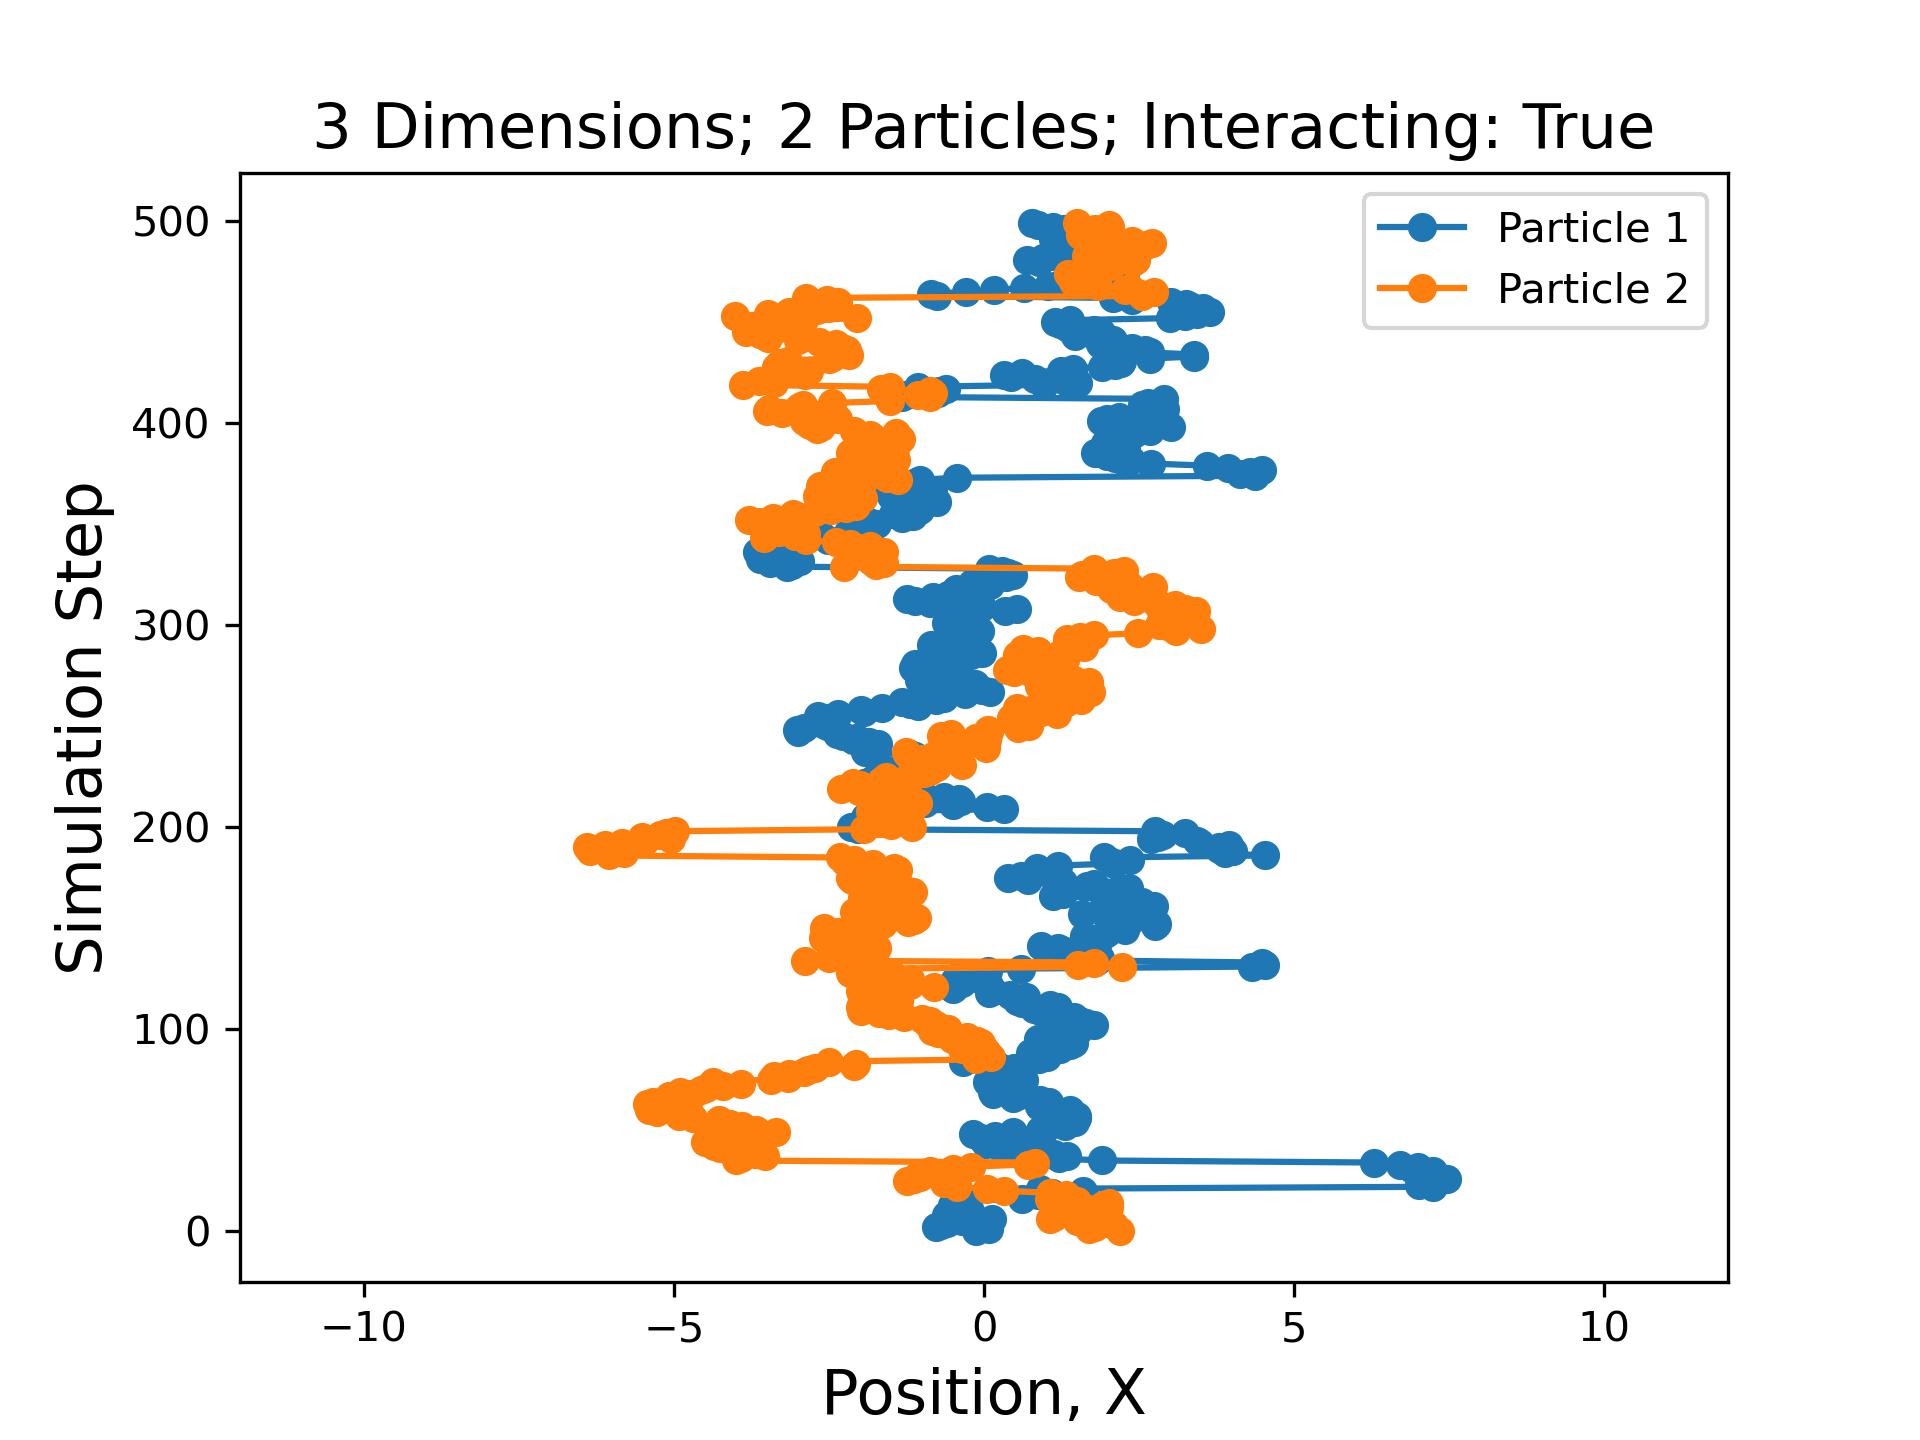 3 Dimensions; 2 Particles; Interacting: True
Particle 1
Particle 2
500
400
300
200
100
0
Simulation Step
−10
−5
0
5
10
Position, X